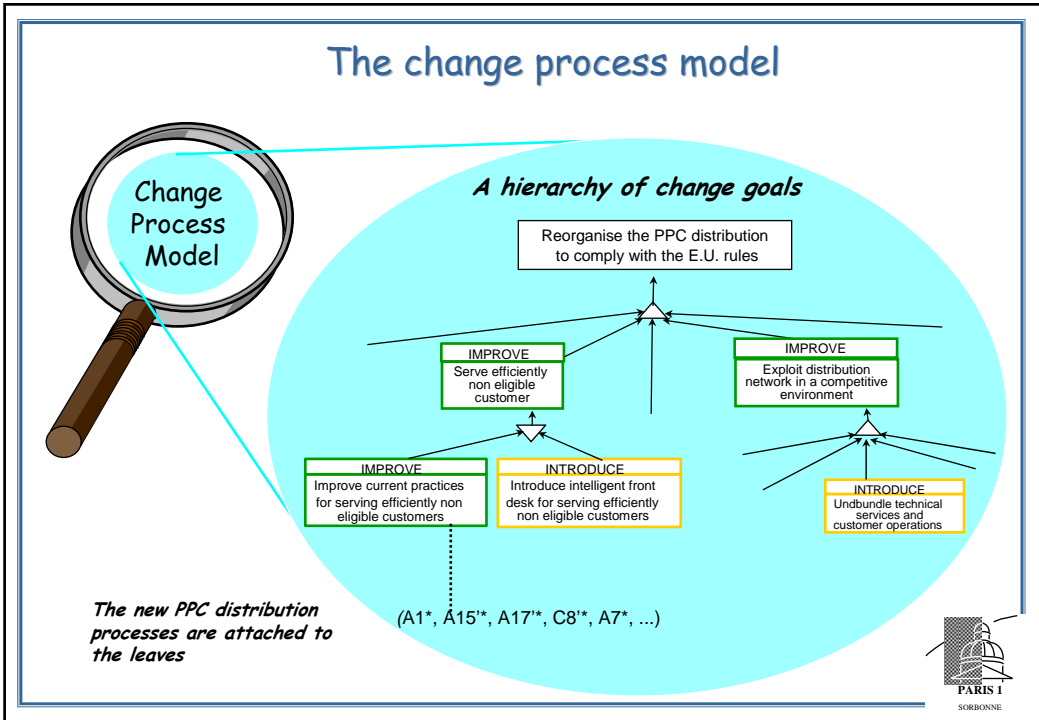 The change process model
Change
Process
Model
A hierarchy of change goals
Reorganise the PPC distribution
to comply with the E.U. rules
IMPROVE
Serve efficiently
non eligible
customer
IMPROVE
Exploit distribution
network in a competitive
environment
IMPROVE
Improve current practices
for serving efficiently non
eligible customers
INTRODUCE
Introduce intelligent front
desk for serving efficiently
non eligible customers
INTRODUCE
Undbundle technical
services and
customer operations
(A1*, A15'*, A17'*, C8'*, A7*, ...)
The new PPC distribution
processes are attached to
the leaves
PARIS 1
SORBONNE